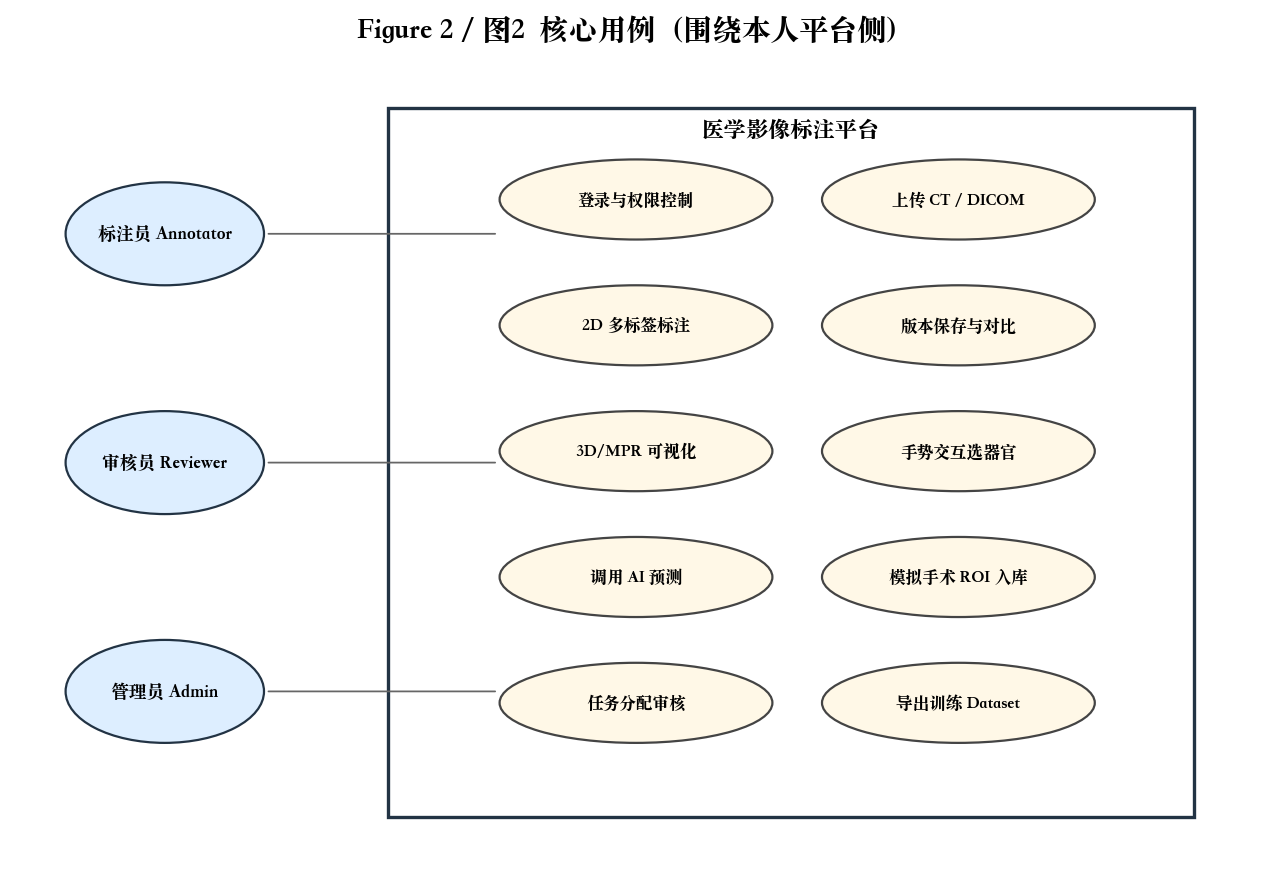 Figure 2 / 图2 核心用例（围绕本人平台侧）
医学影像标注平台
标注员 Annotator
登录与权限控制
上传 CT / DICOM
2D 多标签标注
版本保存与对比
审核员 Reviewer
3D/MPR 可视化
手势交互选器官
调用 AI 预测
模拟手术 ROI 入库
管理员 Admin
任务分配审核
导出训练 Dataset